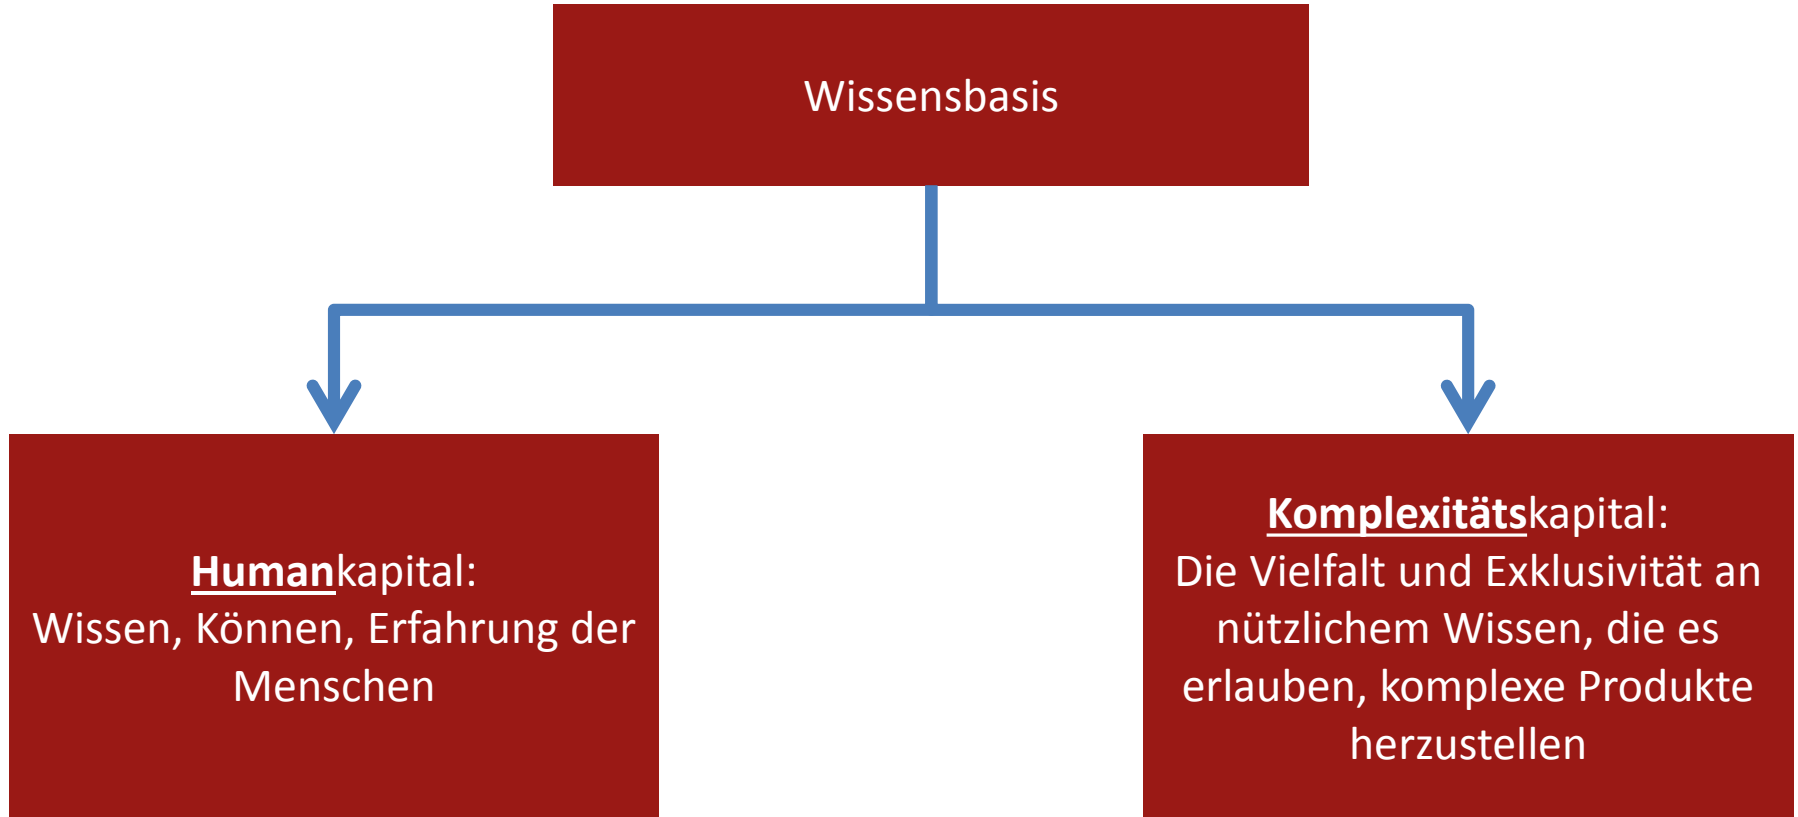 Wissensbasis
Humankapital:
Wissen, Können, Erfahrung der
Menschen
Komplexitätskapital:
Die Vielfalt und Exklusivität an
nützlichem Wissen, die es
erlauben, komplexe Produkte
herzustellen